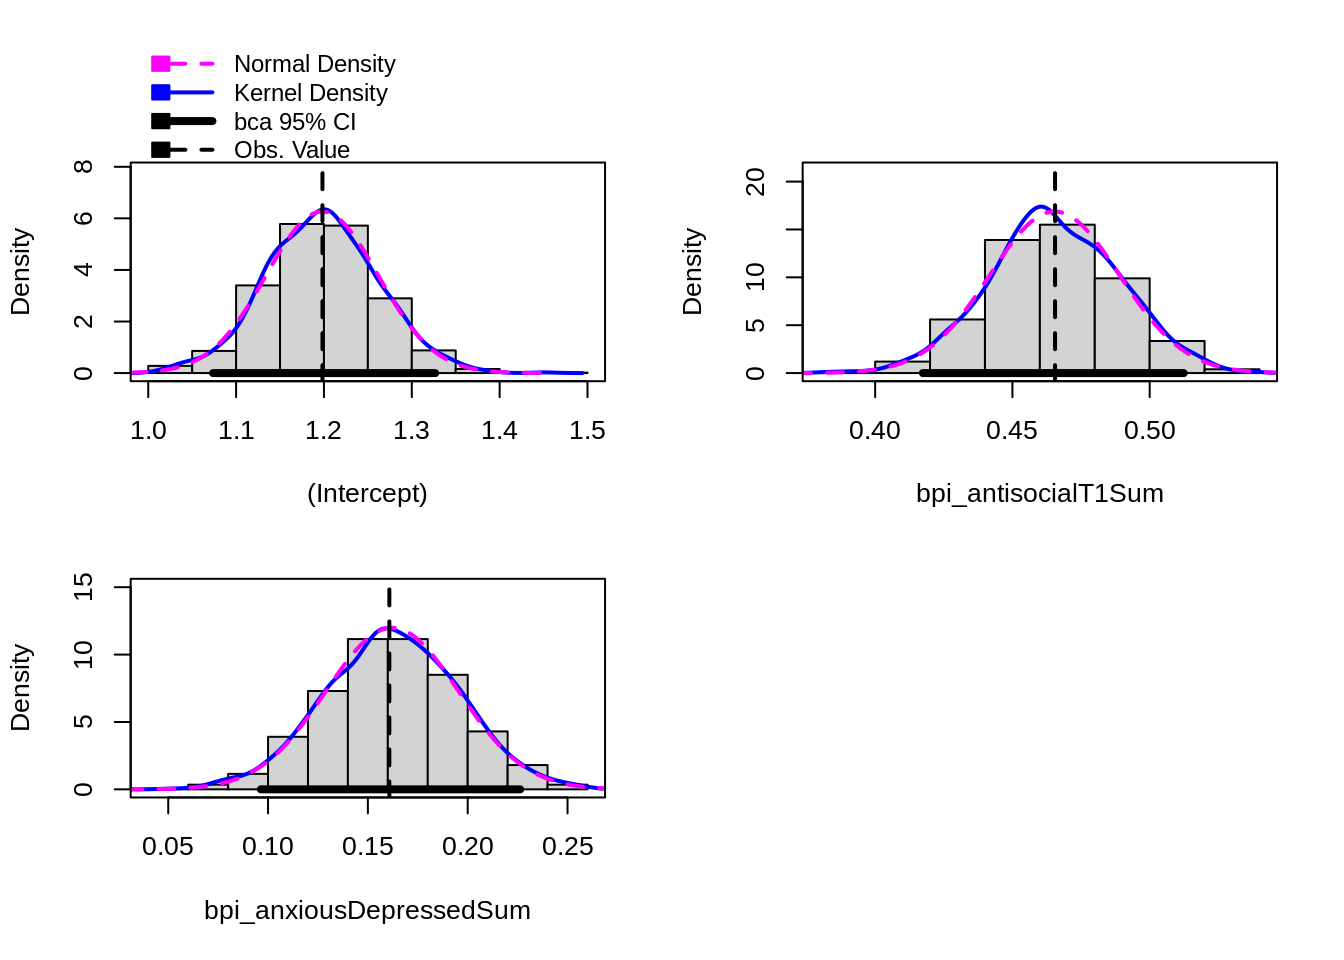 Normal Density
Kernel Density
bca 95% CI
Obs. Value
Density
0 2 4 6 8
1.0 1.1 1.2 1.3 1.4 1.5
(Intercept)
Density
0 5 10 20
0.40 0.45 0.50
bpi_antisocialT1Sum
Density
0 5 10 15
0.05 0.10 0.15 0.20 0.25
bpi_anxiousDepressedSum